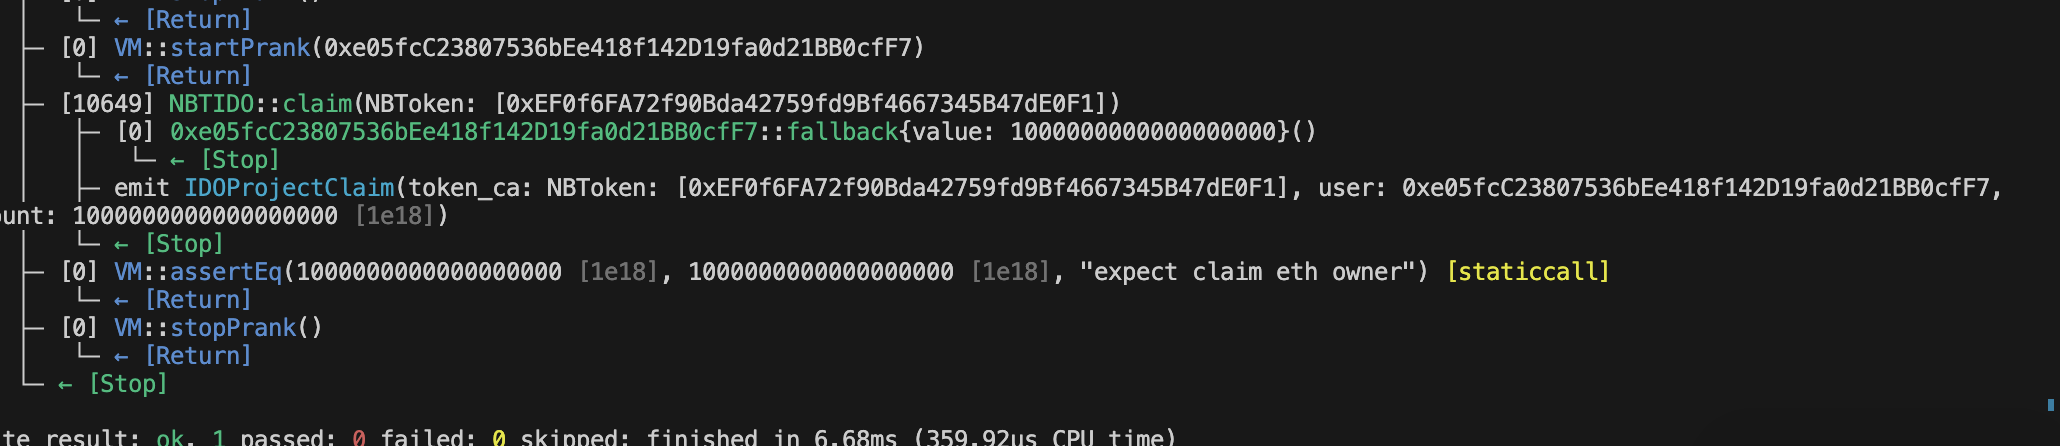 └─ ← [Return]
├─ [0] VM::startPrank(0xe05fcC23807536bEe418f142D19fa0d21BB0cfF7)
│   └─ ← [Return]
├─ [10649] NBTIDO::claim(NBToken: [0xEF0f6FA72f90Bda42759fd9Bf4667345B47dE0F1])
│   ├─ [0] 0xe05fcC23807536bEe418f142D19fa0d21BB0cfF7::fallback{value: 1000000000000000000}()
│   │   └─ ← [Stop]
│   ├─ emit IDOProjectClaim(token_ca: NBToken: [0xEF0f6FA72f90Bda42759fd9Bf4667345B47dE0F1], user: 0xe05fcC23807536bEe418f142D19fa0d21BB0cfF7,
ount: 1000000000000000000 [1e18])
│   └─ ← [Stop]
├─ [0] VM::assertEq(1000000000000000000 [1e18], 1000000000000000000 [1e18], "expect claim eth owner") [staticcall]
│   └─ ← [Return]
├─ [0] VM::stopPrank()
│   └─ ← [Return]
└─ ← [Stop]
te result: ok. 1 passed; 0 failed; 0 skipped; finished in 6.68ms (359.92us CPU time)